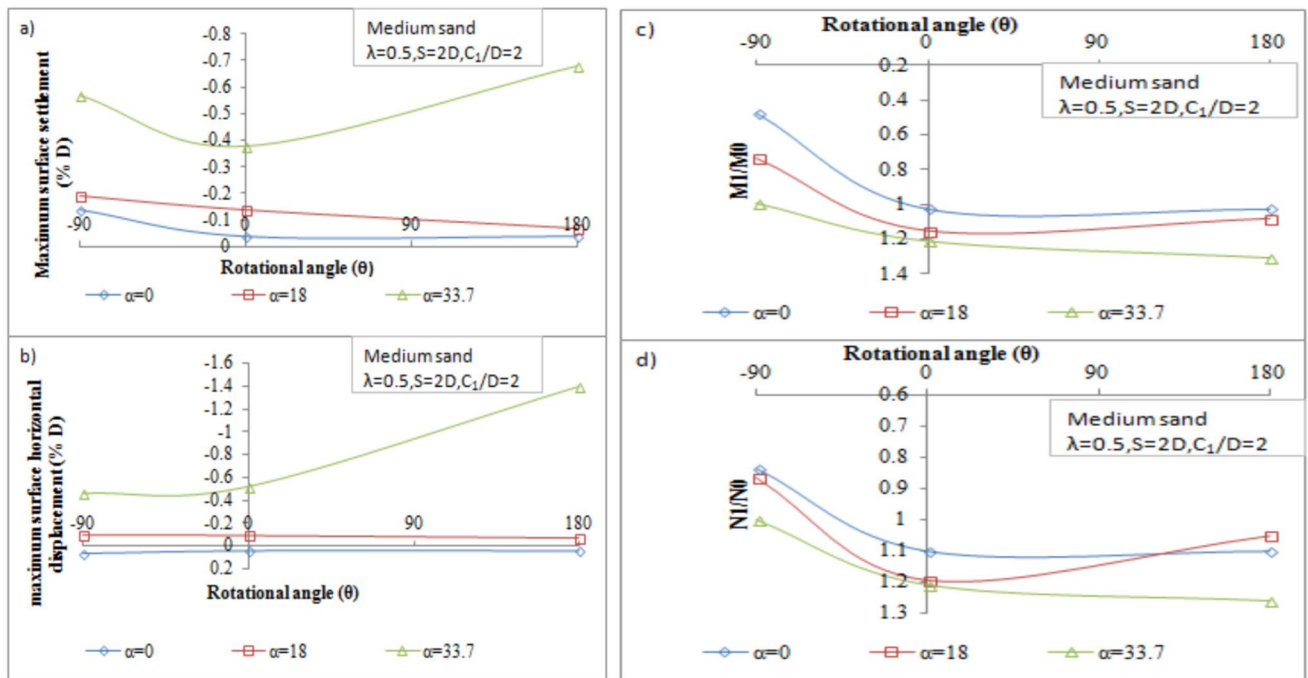 a)
Medium sand
λ=0.5,S=2D,C₁/D=2
Maximum surface settlement
(% D)
-0.8
-0.7
-0.6
-0.5
-0.4
-0.3
-0.2
-0.1
0
-90
0
90
180
Rotational angle (θ)
α=0
α=18
α=33.7
b)
Medium sand
λ=0.5,S=2D,C₁/D=2
maximum surface horizontal
displacement (% D)
-1.6
-1.4
-1.2
-1
-0.8
-0.6
-0.4
-0.2
0
0.2
-90
0
90
180
Rotational angle (θ)
α=0
α=18
α=33.7
c)
Rotational angle (θ)
-90
0
90
180
Medium sand
λ=0.5,S=2D,C₁/D=2
M1/M0
0.2
0.4
0.6
0.8
1
1.2
1.4
α=0
α=18
α=33.7
d)
Rotational angle (θ)
-90
0
90
180
Medium sand
λ=0.5,S=2D,C₁/D=2
N1/N0
0.6
0.7
0.8
0.9
1
1.1
1.2
1.3
α=0
α=18
α=33.7